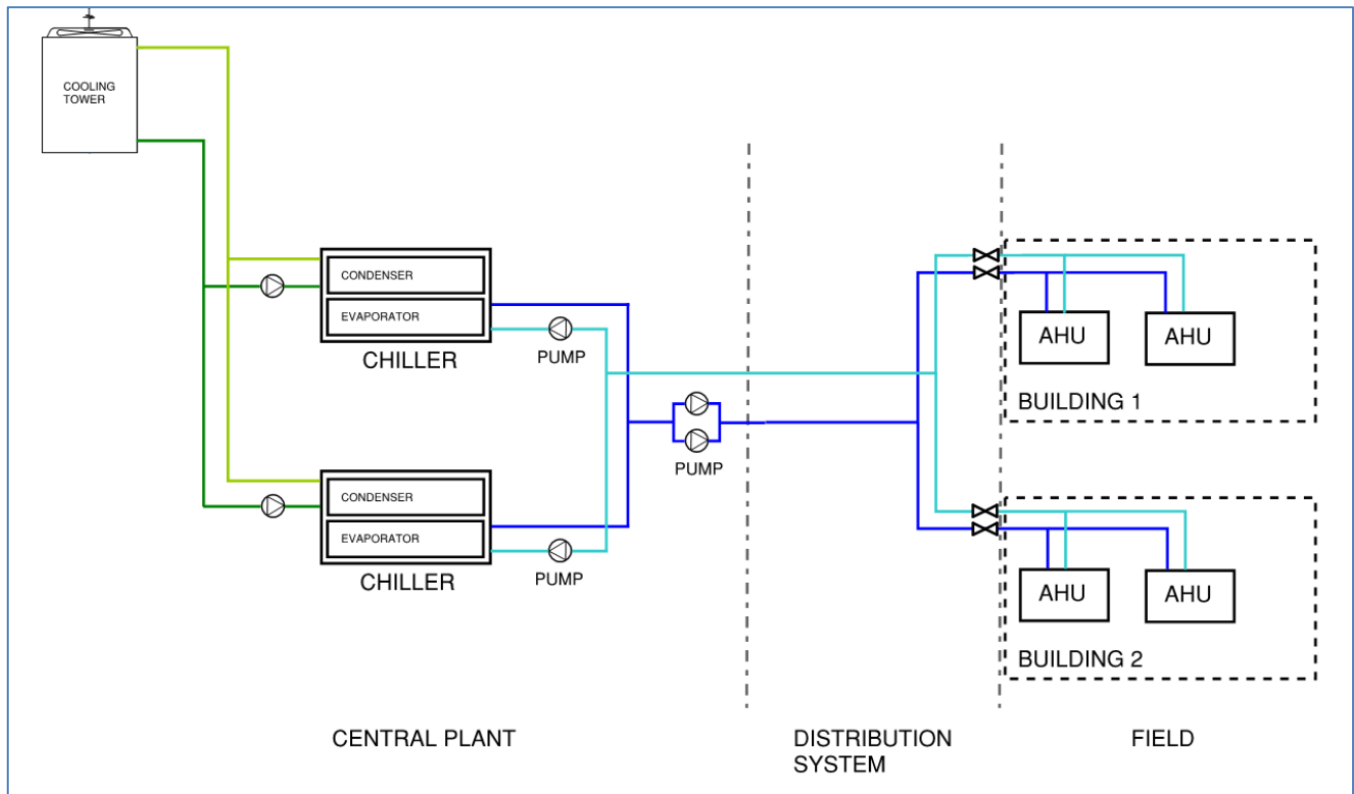 COOLING
TOWER
CONDENSER
EVAPORATOR
CHILLER
PUMP
AHU
AHU
BUILDING 1
PUMP
CONDENSER
EVAPORATOR
CHILLER
PUMP
AHU
AHU
BUILDING 2
CENTRAL PLANT
DISTRIBUTION
SYSTEM
FIELD